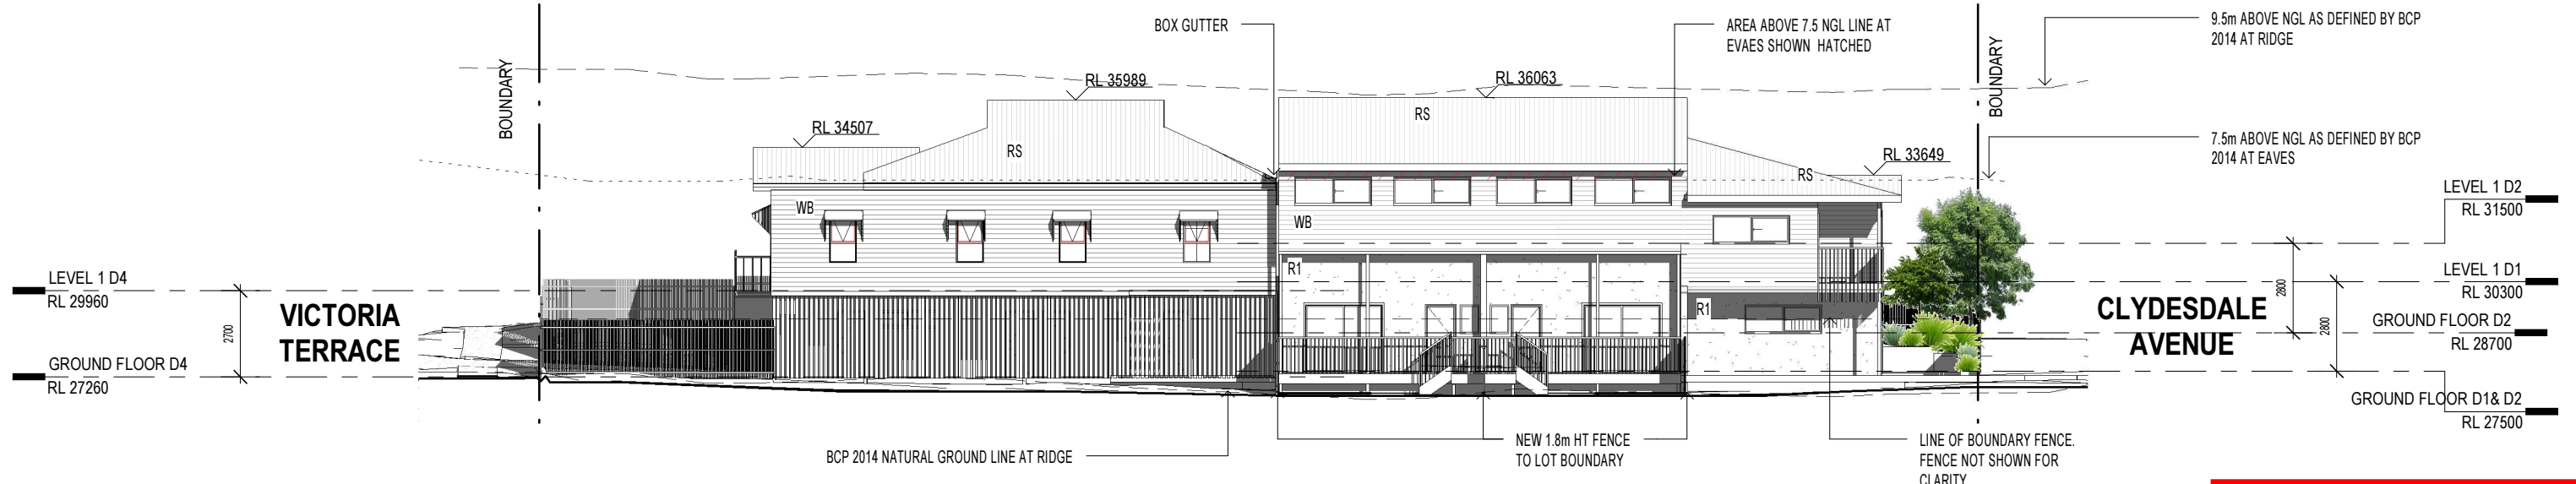 BOUNDARY
BOX GUTTER
AREA ABOVE 7.5 NGL LINE AT
EVAES SHOWN HATCHED
9.5m ABOVE NGL AS DEFINED BY BCP
2014 AT RIDGE
BOUNDARY
RL 35989
RL 36063
RL 34507
RS
RS
7.5m ABOVE NGL AS DEFINED BY BCP
2014 AT EAVES
RL 33649
RS
WB
WB
LEVEL 1 D2
RL 31500
R1
LEVEL 1 D4
RL 29960
2700
VICTORIA
TERRACE
GROUND FLOOR D4
RL 27260
R1
2800
2800
CLYDESDALE
AVENUE
LEVEL 1 D1
RL 30300
GROUND FLOOR D2
RL 28700
GROUND FLOOR D1& D2
RL 27500
BCP 2014 NATURAL GROUND LINE AT RIDGE
NEW 1.8m HT FENCE
TO LOT BOUNDARY
LINE OF BOUNDARY FENCE.
FENCE NOT SHOWN FOR
CLARITY